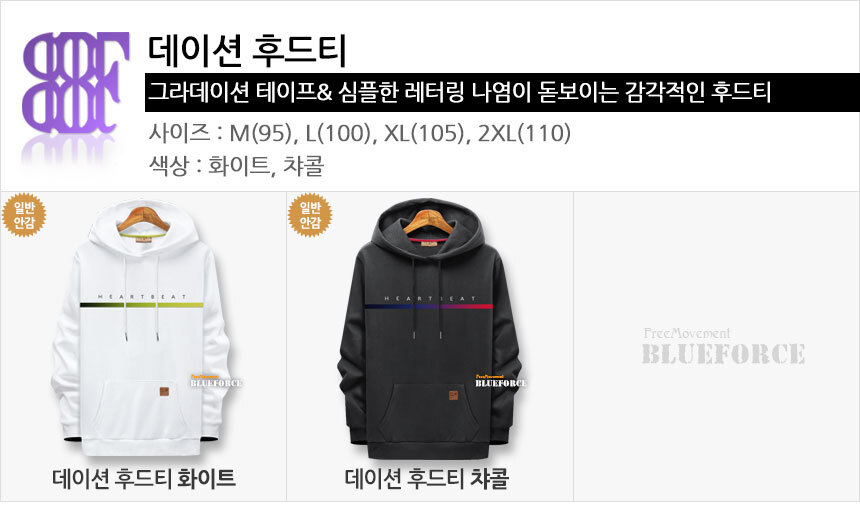 88F
데이션 후드티
그라데이션 테이프& 심플한 레터링 나염이 돋보이는 감각적인 후드티
사이즈 : M(95), L(100), XL(105), 2XL(110)
색상 : 화이트, 챠콜
일반
안감
일반
안감
HEARTBEAT
HEARTBEAT
FreeMovement
BLUEFORCE
FreeMovement
BLUEFORCE
FreeMovement
BLUEFORCE
데이션 후드티 화이트
데이션 후드티 챠콜